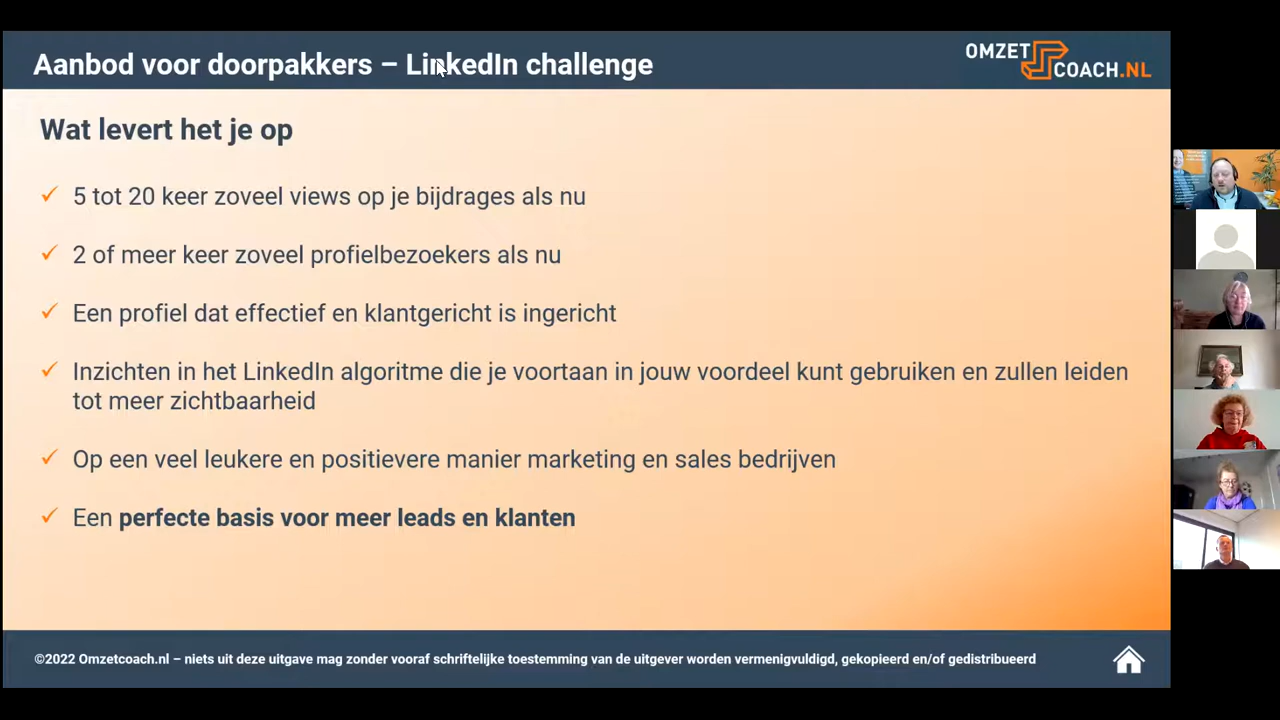 Aanbod voor doorpakkers – LinkedIn challenge
OMZET
COACH.NL
Wat levert het je op
✓ 5 tot 20 keer zoveel views op je bijdrages als nu
✓ 2 of meer keer zoveel profielbezoekers als nu
✓ Een profiel dat effectief en klantgericht is ingericht
✓ Inzichten in het LinkedIn algoritme die je voortaan in jouw voordeel kunt gebruiken en zullen leiden
tot meer zichtbaarheid
✓ Op een veel leukere en positievere manier marketing en sales bedrijven
✓ Een perfecte basis voor meer leads en klanten
©2022 Omzetcoach.nl – niets uit deze uitgave mag zonder vooraf schriftelijke toestemming van de uitgever worden vermenigvuldigd, gekopieerd en/of gedistribueerd